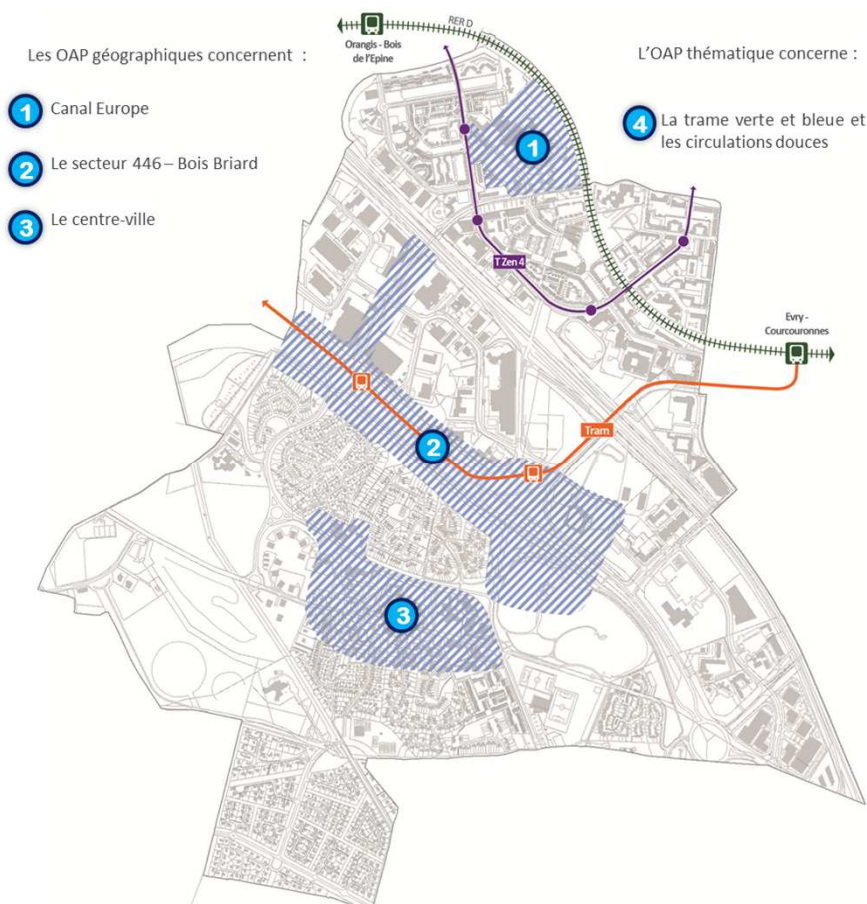 Les OAP géographiques concernent :
1 Canal Europe
2 Le secteur 446 – Bois Briard
3 Le centre-ville
RER D
Orangis - Bois
de l'Epine
L'OAP thématique concerne :
4 La trame verte et bleue et
les circulations douces
1
T Zen 4
Evry -
Courcouronnes
Tram
2
3